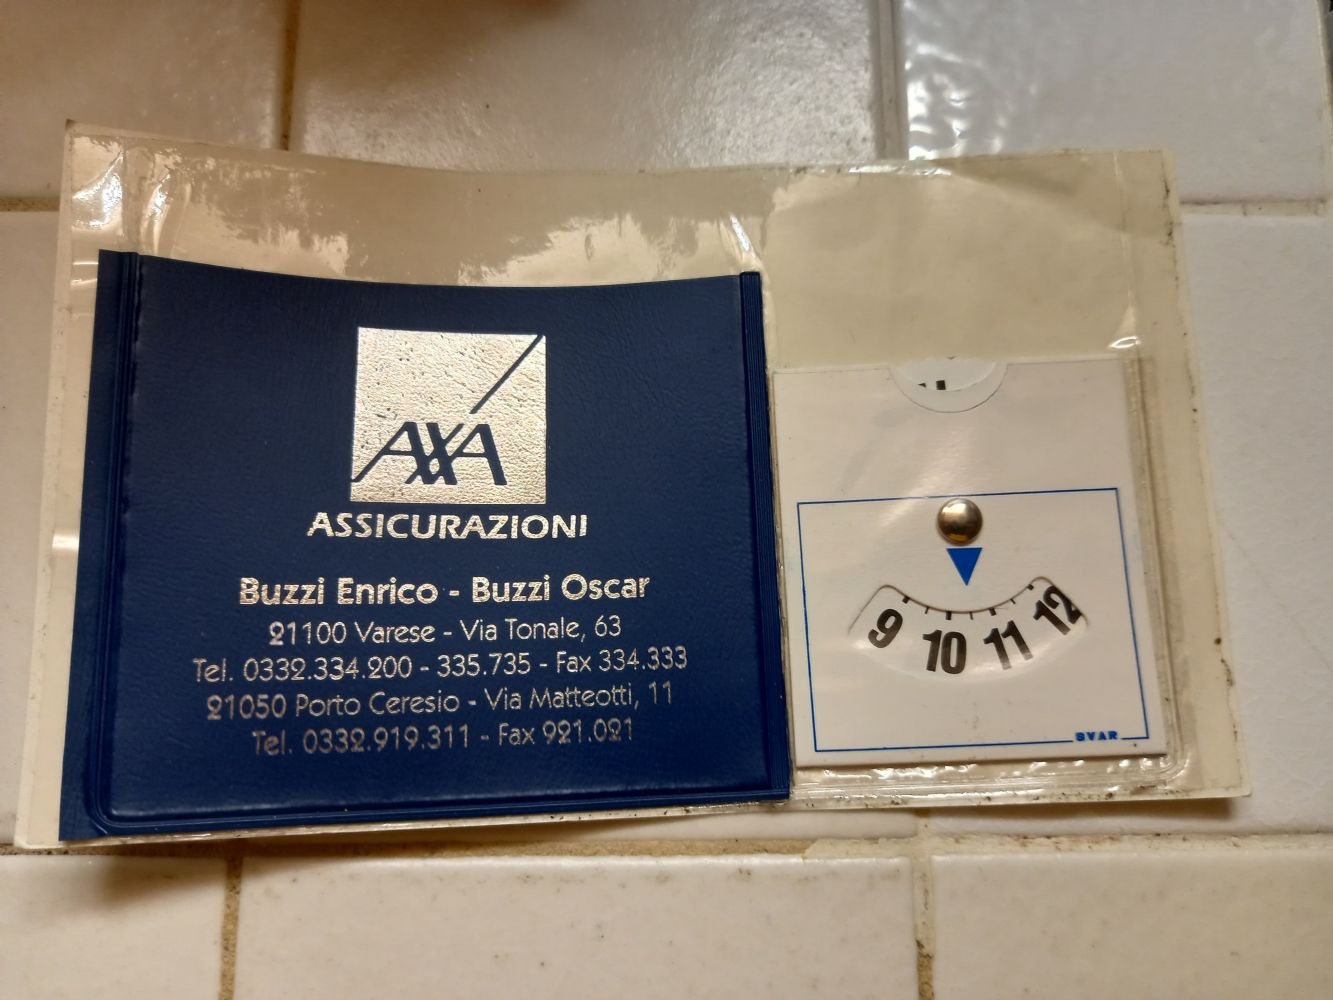 AXA
ASSICURAZIONI
Buzzi Enrico - Buzzi Oscar
21100 Varese - Via Tonale, 63
Tel. 0332.334.200 - 335.735 - Fax 334.333
21050 Porto Ceresio - Via Matteotti, 11
Tel. 0332.919.311 - Fax 921.021
9 10 11 12
SVAR